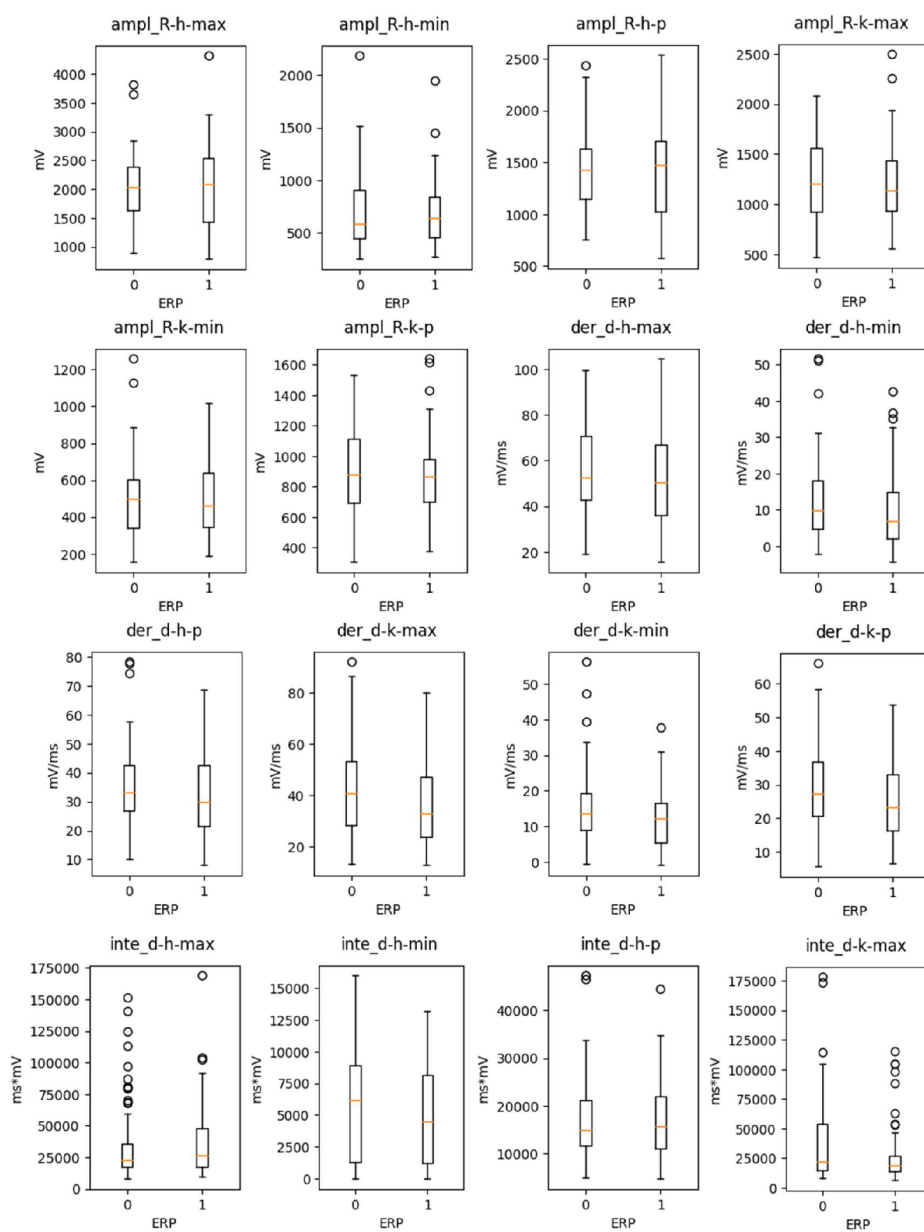 ampl_R-h-max
mV
4000
3500
3000
2500
2000
1500
1000
0 1
ERP
ampl_R-h-min
mV
2000
1500
1000
500
0 1
ERP
ampl_R-h-p
mV
2500
2000
1500
1000
500
0 1
ERP
ampl_R-k-max
mV
2500
2000
1500
1000
500
0 1
ERP
ampl_R-k-min
mV
1200
1000
800
600
400
200
0 1
ERP
ampl_R-k-p
mV
1600
1400
1200
1000
800
600
400
0 1
ERP
der_d-h-max
mV/ms
100
80
60
40
20
0 1
ERP
der_d-h-min
mV/ms
50
40
30
20
10
0
0 1
ERP
der_d-h-p
mV/ms
80
70
60
50
40
30
20
10
0 1
ERP
der_d-k-max
mV/ms
80
60
40
20
0 1
ERP
der_d-k-min
mV/ms
50
40
30
20
10
0
0 1
ERP
der_d-k-p
mV/ms
60
50
40
30
20
10
0 1
ERP
inte_d-h-max
ms*mV
175000
150000
125000
100000
75000
50000
25000
0
0 1
ERP
inte_d-h-min
ms*mV
15000
12500
10000
7500
5000
2500
0
0 1
ERP
inte_d-h-p
ms*mV
40000
30000
20000
10000
0 1
ERP
inte_d-k-max
ms*mV
175000
150000
125000
100000
75000
50000
25000
0
0 1
ERP